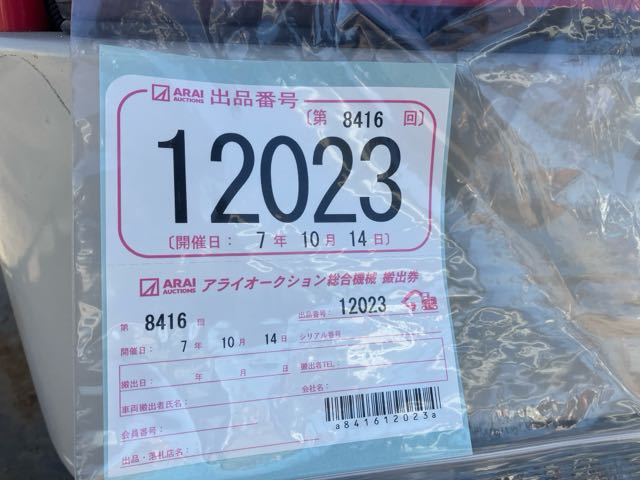 ARAI AUCTIONS 出品番号
〔第 8416 回〕
12023
〔開催日： 7 年 10 月 14 日〕
ARAI AUCTIONS アライオークション総合機械 搬出券
第 8416 回 出品番号： 12023
開催日： 7 年 10 月 14 日 シリアル番号
搬出日： 年 月 日 搬出者TEL：
車両搬出者氏名： 会社名：
会員番号：
a841612023a
出品・落札店名：